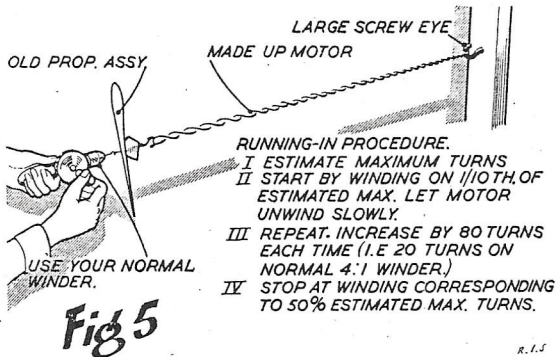 LARGE SCREW EYE
MADE UP MOTOR
OLD PROP. ASSY
RUNNING-IN PROCEDURE.
I ESTIMATE MAXIMUM TURNS
II START BY WINDING ON 1/10 TH. OF
ESTIMATED MAX. LET MOTOR
UNWIND SLOWLY.
III REPEAT. INCREASE BY 80 TURNS
EACH TIME (I.E 20 TURNS ON
NORMAL 4:1 WINDER.)
IV STOP AT WINDING CORRESPONDING
TO 50% ESTIMATED MAX. TURNS.
USE YOUR NORMAL
WINDER.
Fig 5
R.I.S